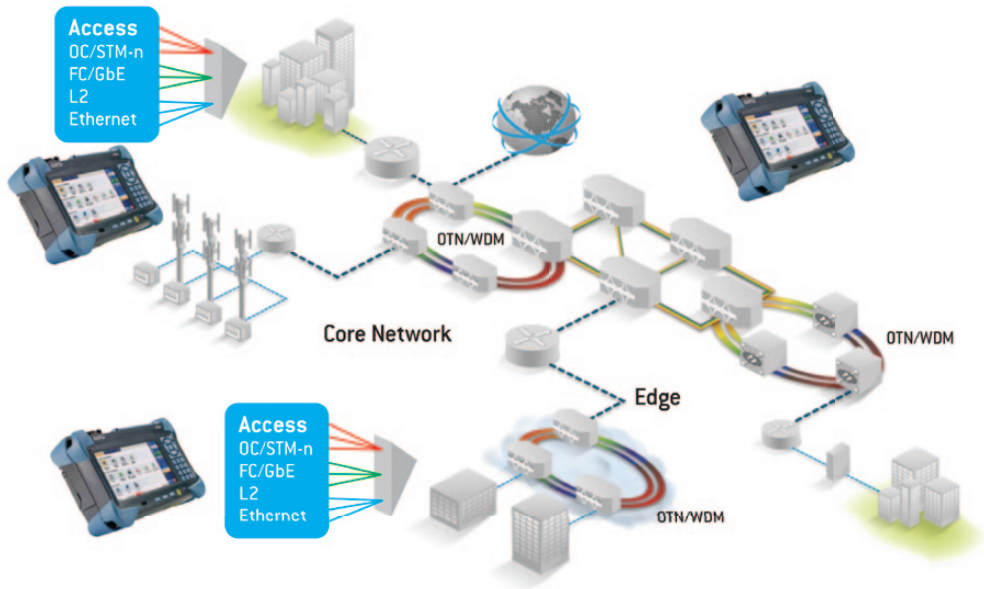 Access
OC/STM-n
FC/GbE
L2
Ethernet
OTN/WDM
Core Network
OTN/WDM
Edge
Access
OC/STM-n
FC/GbE
L2
Ethernet
OTN/WDM